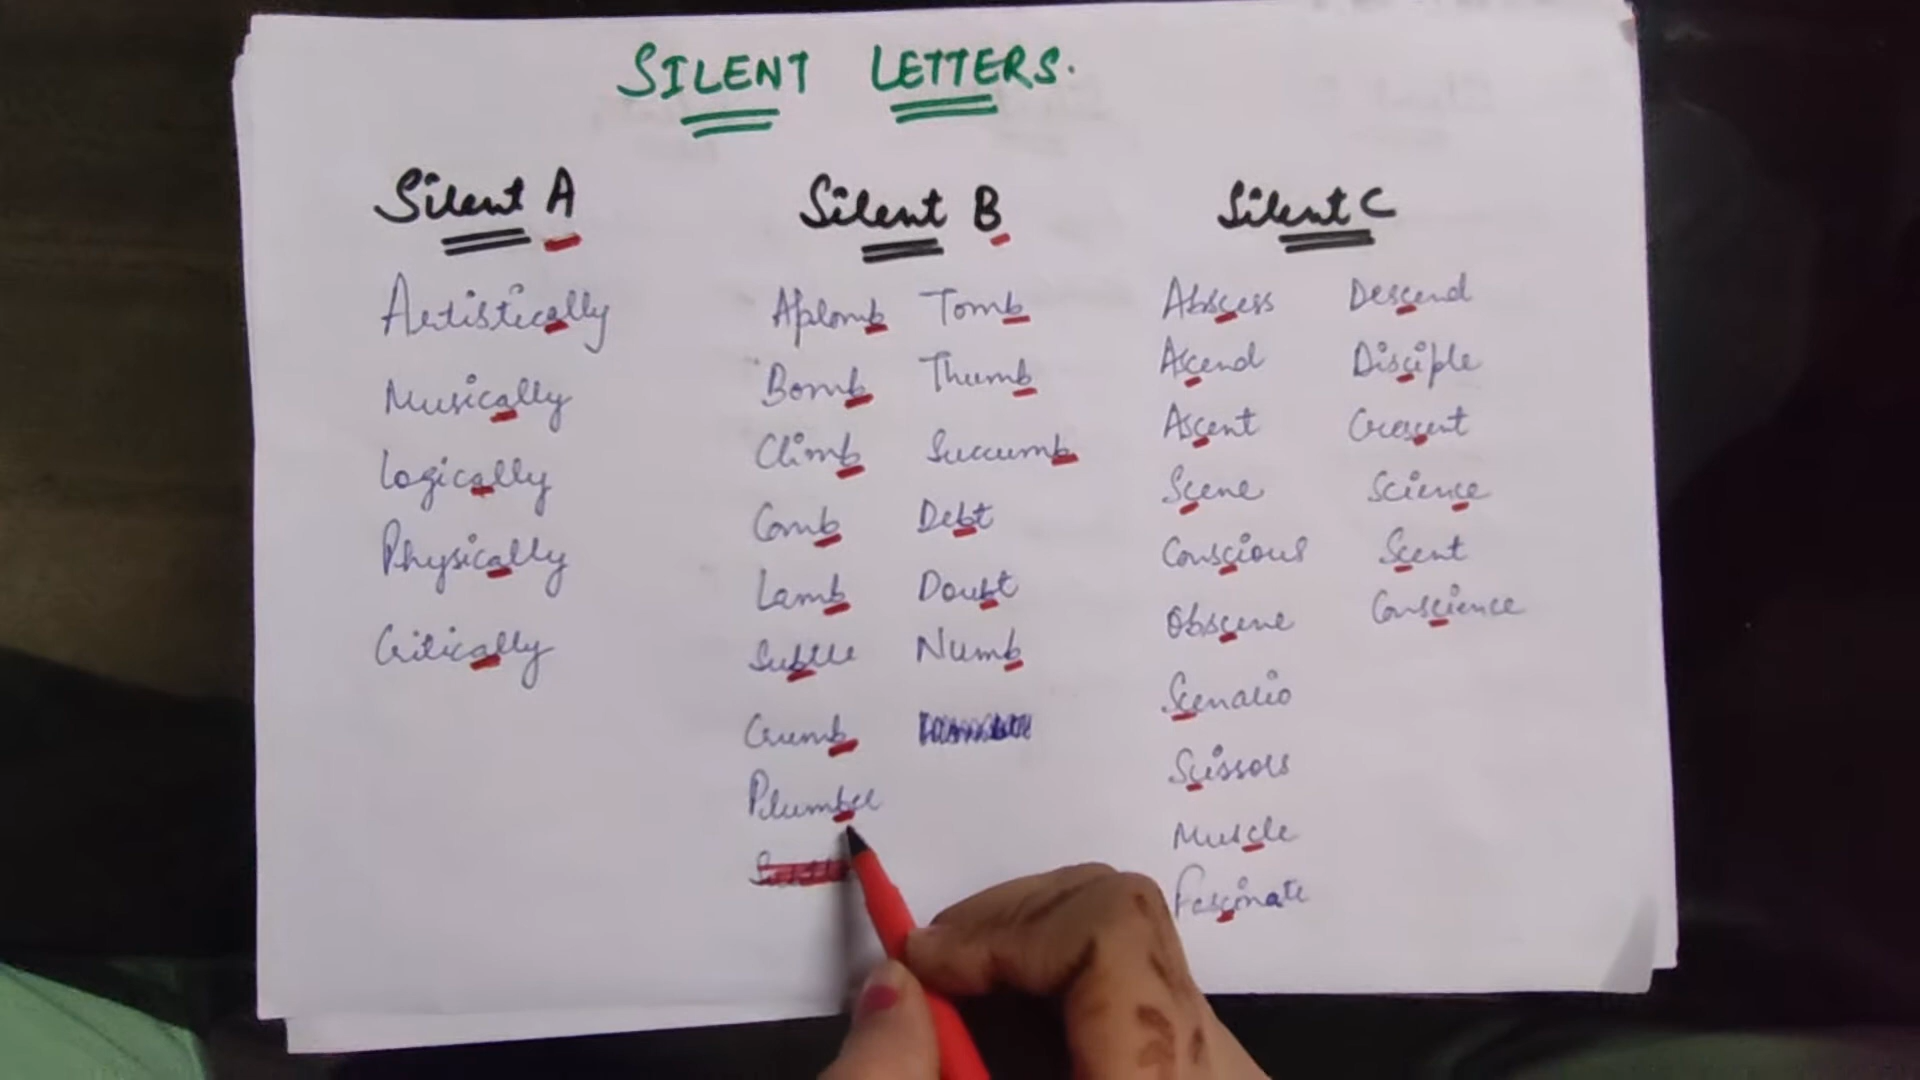 SILENT LETTERS.
Silent A
Artistically
Musically
Logically
Physically
Critically
Silent B
Aplomb Tomb
Bomb Thumb
Climb Succumb
Comb Debt
Lamb Doubt
Subtle Numb
Crumb
Plumber
Silent C
Abscess Descend
Ascend Disciple
Ascent Crescent
Scene Science
Conscious Scent
Obscene Conscience
Scenario
Scissors
Muscle
Fascinate